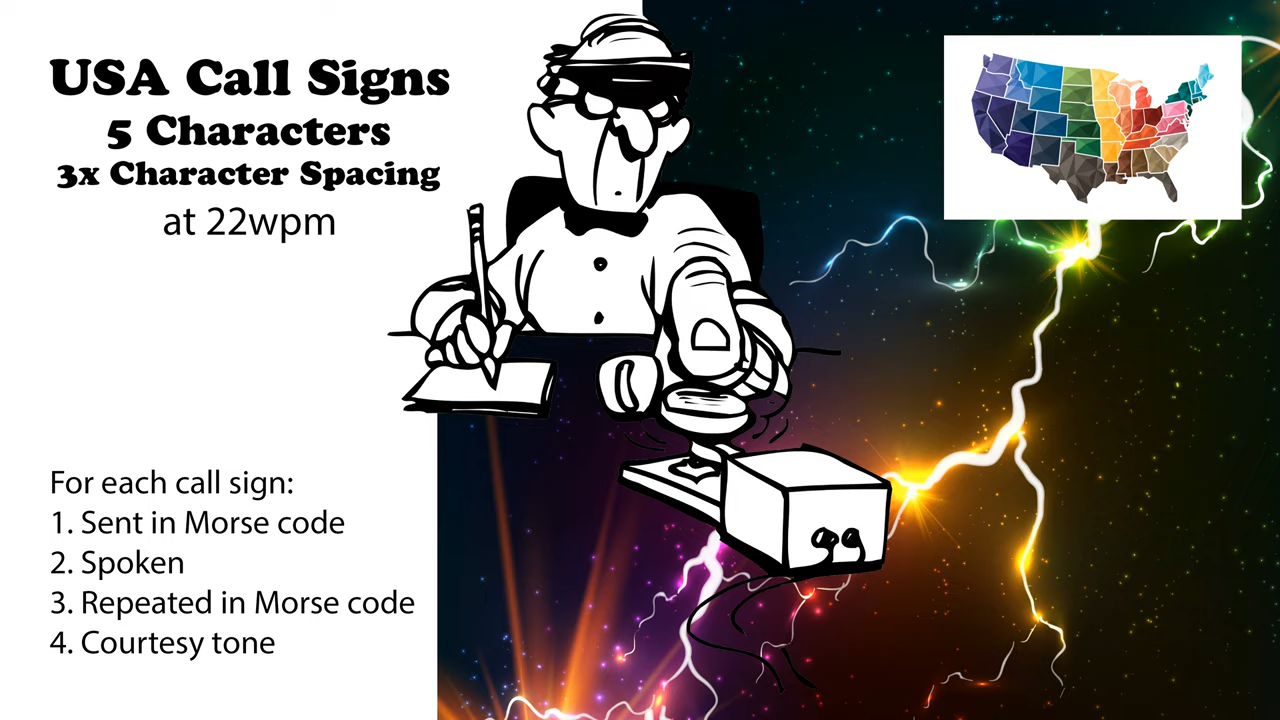 USA Call Signs
5 Characters
3x Character Spacing
at 22wpm
For each call sign:
1. Sent in Morse code
2. Spoken
3. Repeated in Morse code
4. Courtesy tone